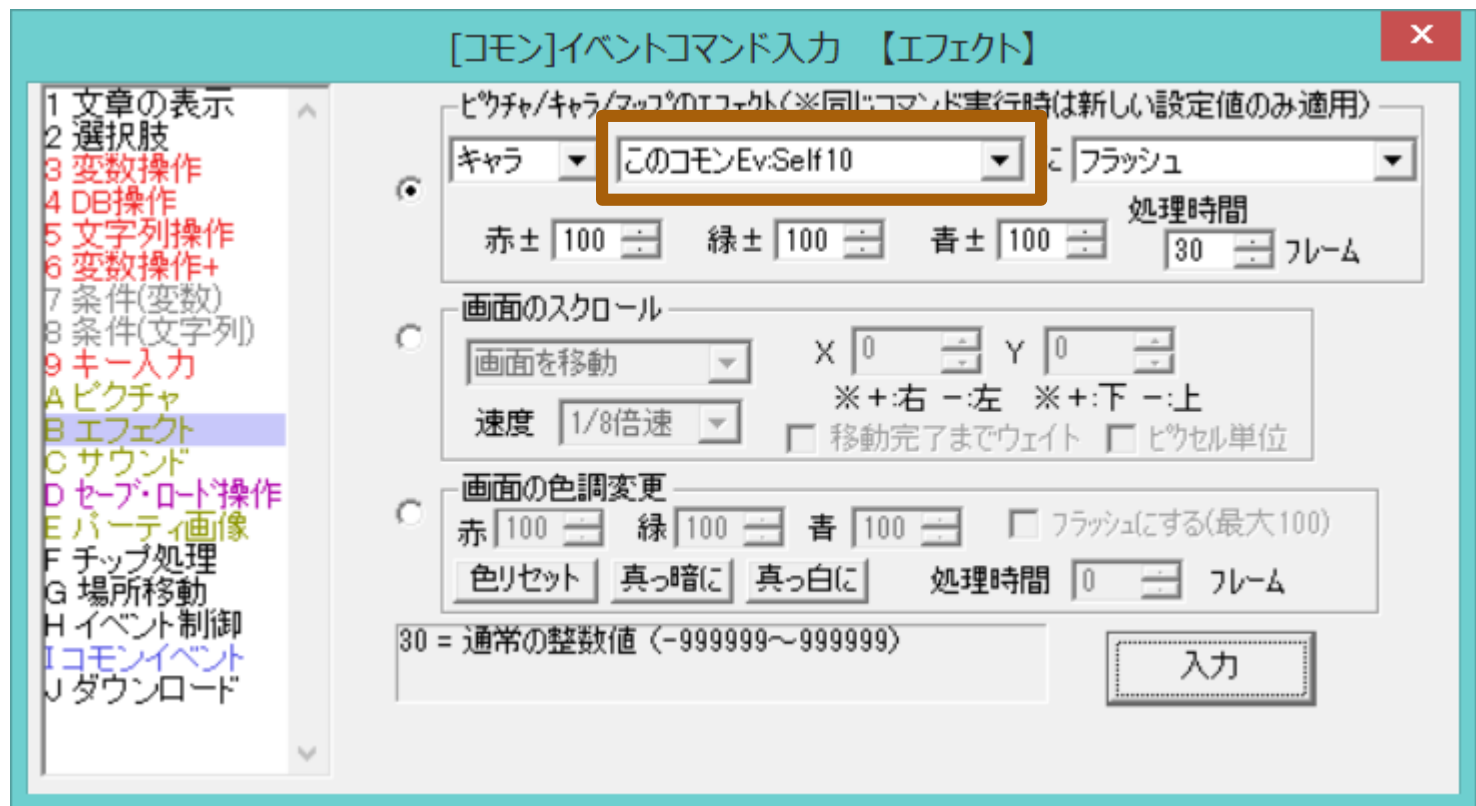 [コモン]イベントコマンド入力 【エフェクト】
1 文章の表示
2 選択肢
3 変数操作
4 DB操作
5 文字列操作
6 変数操作+
7 条件(変数)
8 条件(文字列)
9 キー入力
A ピクチャ
B エフェクト
C サウンド
D セーブ・ロード操作
E パーティ画像
F チップ処理
G 場所移動
H イベント制御
I コモンイベント
J ダウンロード
ピクチャ/キャラ/マップのエフェクト(※同じコマンド実行時は新しい設定値のみ適用)
キャラ このコモンEv:Self10 に フラッシュ
処理時間
赤± 100 緑± 100 青± 100 30 フレーム
画面のスクロール
画面を移動 X 0 Y 0
※+:右 -:左 ※+:下 -:上
速度 1/8倍速 移動完了までウェイト ピクセル単位
画面の色調変更
赤 100 緑 100 青 100 フラッシュにする(最大100)
色リセット 真っ暗に 真っ白に 処理時間 0 フレーム
30 = 通常の整数値 (-999999~999999)
入力